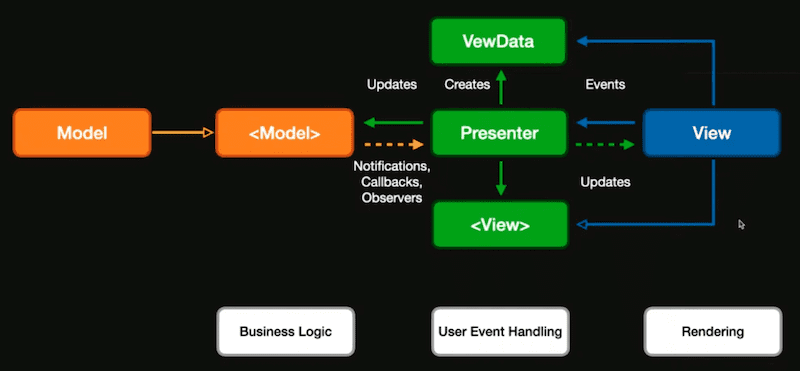 VewData
Updates
Creates
Events
Model
<Model>
Presenter
View
Notifications,
Callbacks,
Observers
Updates
<View>
Business Logic
User Event Handling
Rendering